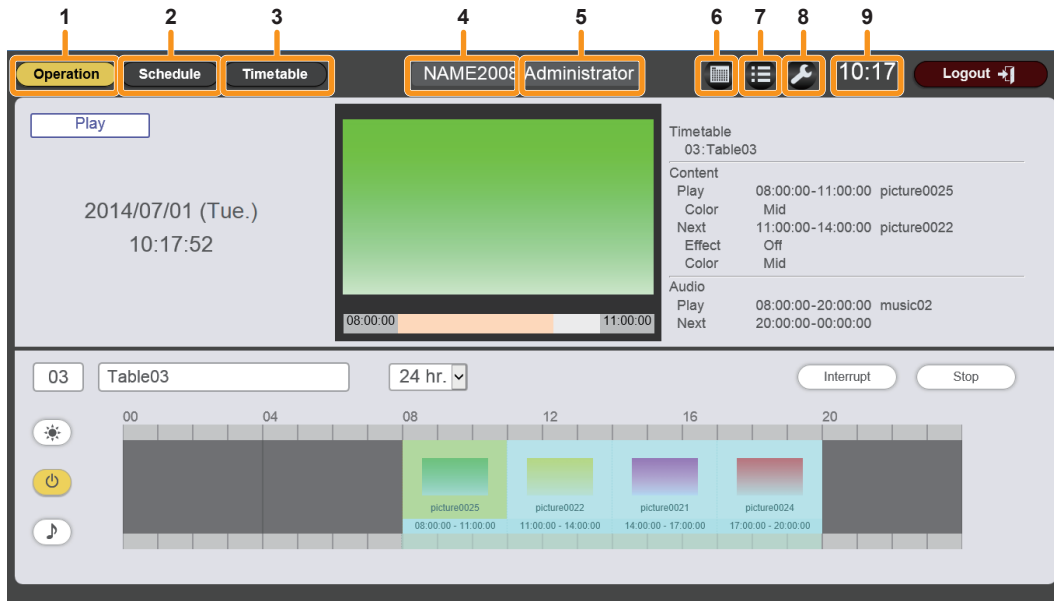 1 2 3 4 5 6 7 8 9
Operation Schedule Timetable NAME2008 Administrator 10:17 Logout
Play
2014/07/01 (Tue.)
10:17:52
08:00:00 11:00:00
Timetable
03:Table03
Content
Play 08:00:00-11:00:00 picture0025
Color Mid
Next 11:00:00-14:00:00 picture0022
Effect Off
Color Mid
Audio
Play 08:00:00-20:00:00 music02
Next 20:00:00-00:00:00
03 Table03 24 hr. Interrupt Stop
00 04 08 12 16 20
picture0025 picture0022 picture0021 picture0024
08:00:00 - 11:00:00 11:00:00 - 14:00:00 14:00:00 - 17:00:00 17:00:00 - 20:00:00